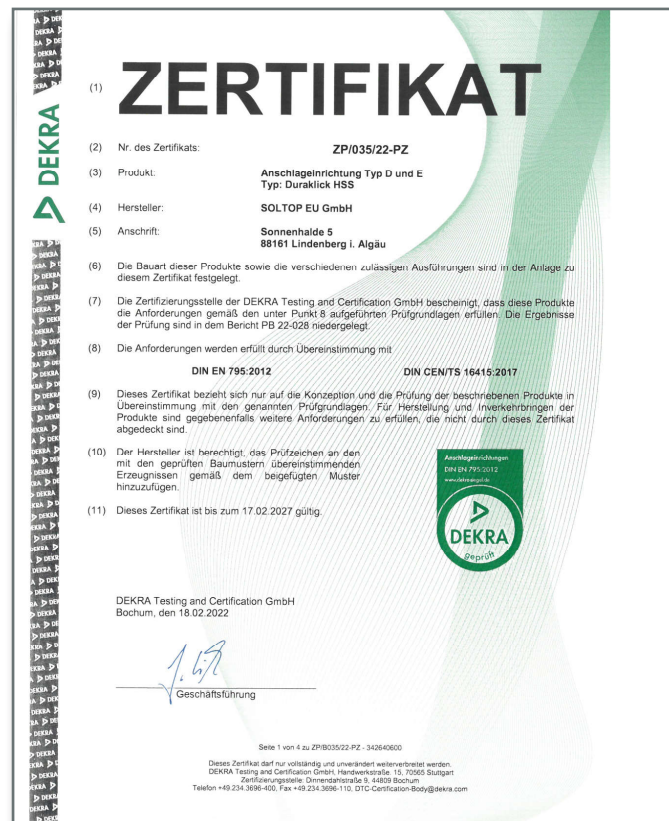 DEKRA
(1) ZERTIFIKAT
(2) Nr. des Zertifikats: ZP/035/22-PZ
(3) Produkt: Anschlageinrichtung Typ D und E
Typ: Duraklick HSS
(4) Hersteller: SOLTOP EU GmbH
(5) Anschrift: Sonnenhalde 5
88161 Lindenberg i. Algäu
(6) Die Bauart dieser Produkte sowie die verschiedenen zulässigen Ausführungen sind in der Anlage zu
diesem Zertifikat festgelegt.
(7) Die Zertifizierungsstelle der DEKRA Testing and Certification GmbH bescheinigt, dass diese Produkte
die Anforderungen gemäß den unter Punkt 8 aufgeführten Prüfgrundlagen erfüllen. Die Ergebnisse
der Prüfung sind in dem Bericht PB 22-028 niedergelegt.
(8) Die Anforderungen werden erfüllt durch Übereinstimmung mit
DIN EN 795:2012 DIN CEN/TS 16415:2017
(9) Dieses Zertifikat bezieht sich nur auf die Konzeption und die Prüfung der beschriebenen Produkte in
Übereinstimmung mit den genannten Prüfgrundlagen. Für Herstellung und Inverkehrbringen der
Produkte sind gegebenenfalls weitere Anforderungen zu erfüllen, die nicht durch dieses Zertifikat
abgedeckt sind.
(10) Der Hersteller ist berechtigt, das Prüfzeichen an den
mit den geprüften Baumustern übereinstimmenden
Erzeugnissen gemäß dem beigefügten Muster
hinzuzufügen.
Anschlageinrichtungen
DIN EN 795:2012
DEKRA
geprüft
(11) Dieses Zertifikat ist bis zum 17.02.2027 gültig.
DEKRA Testing and Certification GmbH
Bochum, den 18.02.2022
Geschäftsführung
Seite 1 von 4 zu ZP/B035/22-PZ - 342640600
Dieses Zertifikat darf nur vollständig und unverändert weiterverbreitet werden.
DEKRA Testing and Certification GmbH, Handwerkstraße. 15, 70565 Stuttgart
Zertifizierungsstelle: Dinnendahlstraße 9, 44809 Bochum
Telefon +49.234.3696-400, Fax +49.234.3696-110, DTC-Certification-Body@dekra.com